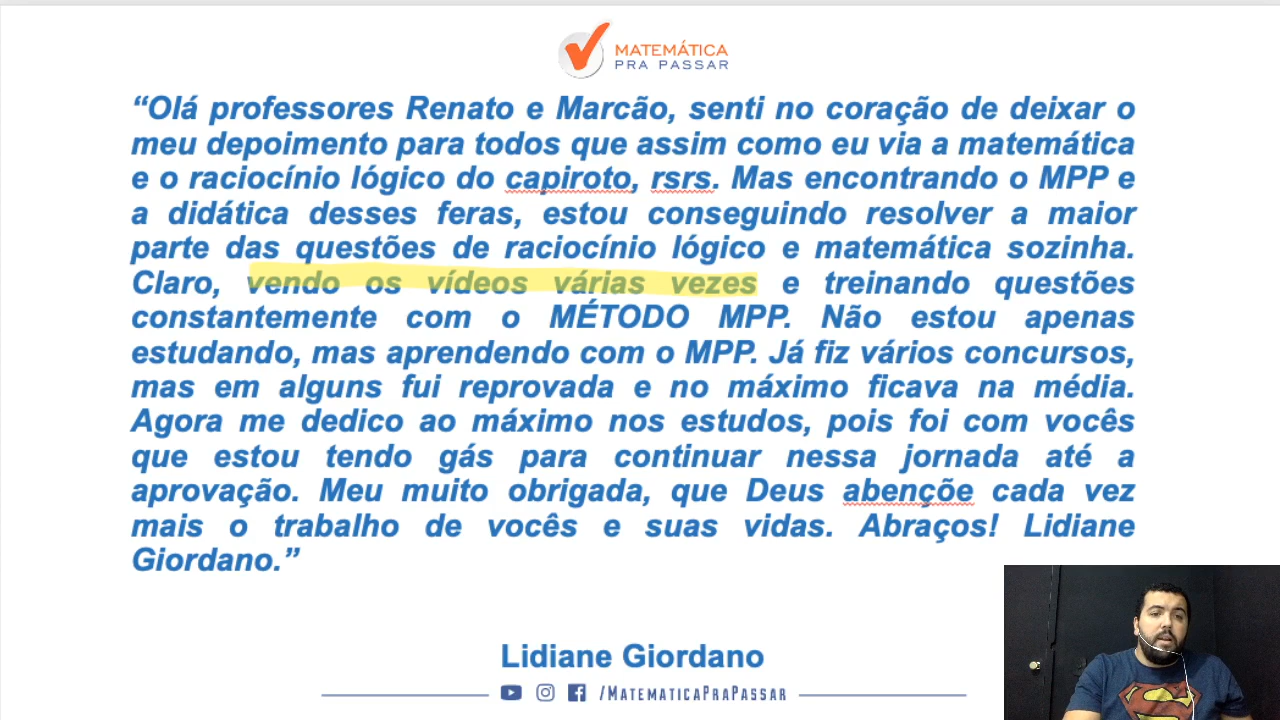 MATEMÁTICA
PRA PASSAR
“Olá professores Renato e Marcão, senti no coração de deixar o
meu depoimento para todos que assim como eu via a matemática
e o raciocínio lógico do capiroto, rsrs. Mas encontrando o MPP e
a didática desses feras, estou conseguindo resolver a maior
parte das questões de raciocínio lógico e matemática sozinha.
Claro, vendo os vídeos várias vezes e treinando questões
constantemente com o MÉTODO MPP. Não estou apenas
estudando, mas aprendendo com o MPP. Já fiz vários concursos,
mas em alguns fui reprovada e no máximo ficava na média.
Agora me dedico ao máximo nos estudos, pois foi com vocês
que estou tendo gás para continuar nessa jornada até a
aprovação. Meu muito obrigada, que Deus abençõe cada vez
mais o trabalho de vocês e suas vidas. Abraços! Lidiane
Giordano.”
Lidiane Giordano
/MATEMATICAPRAPASSAR